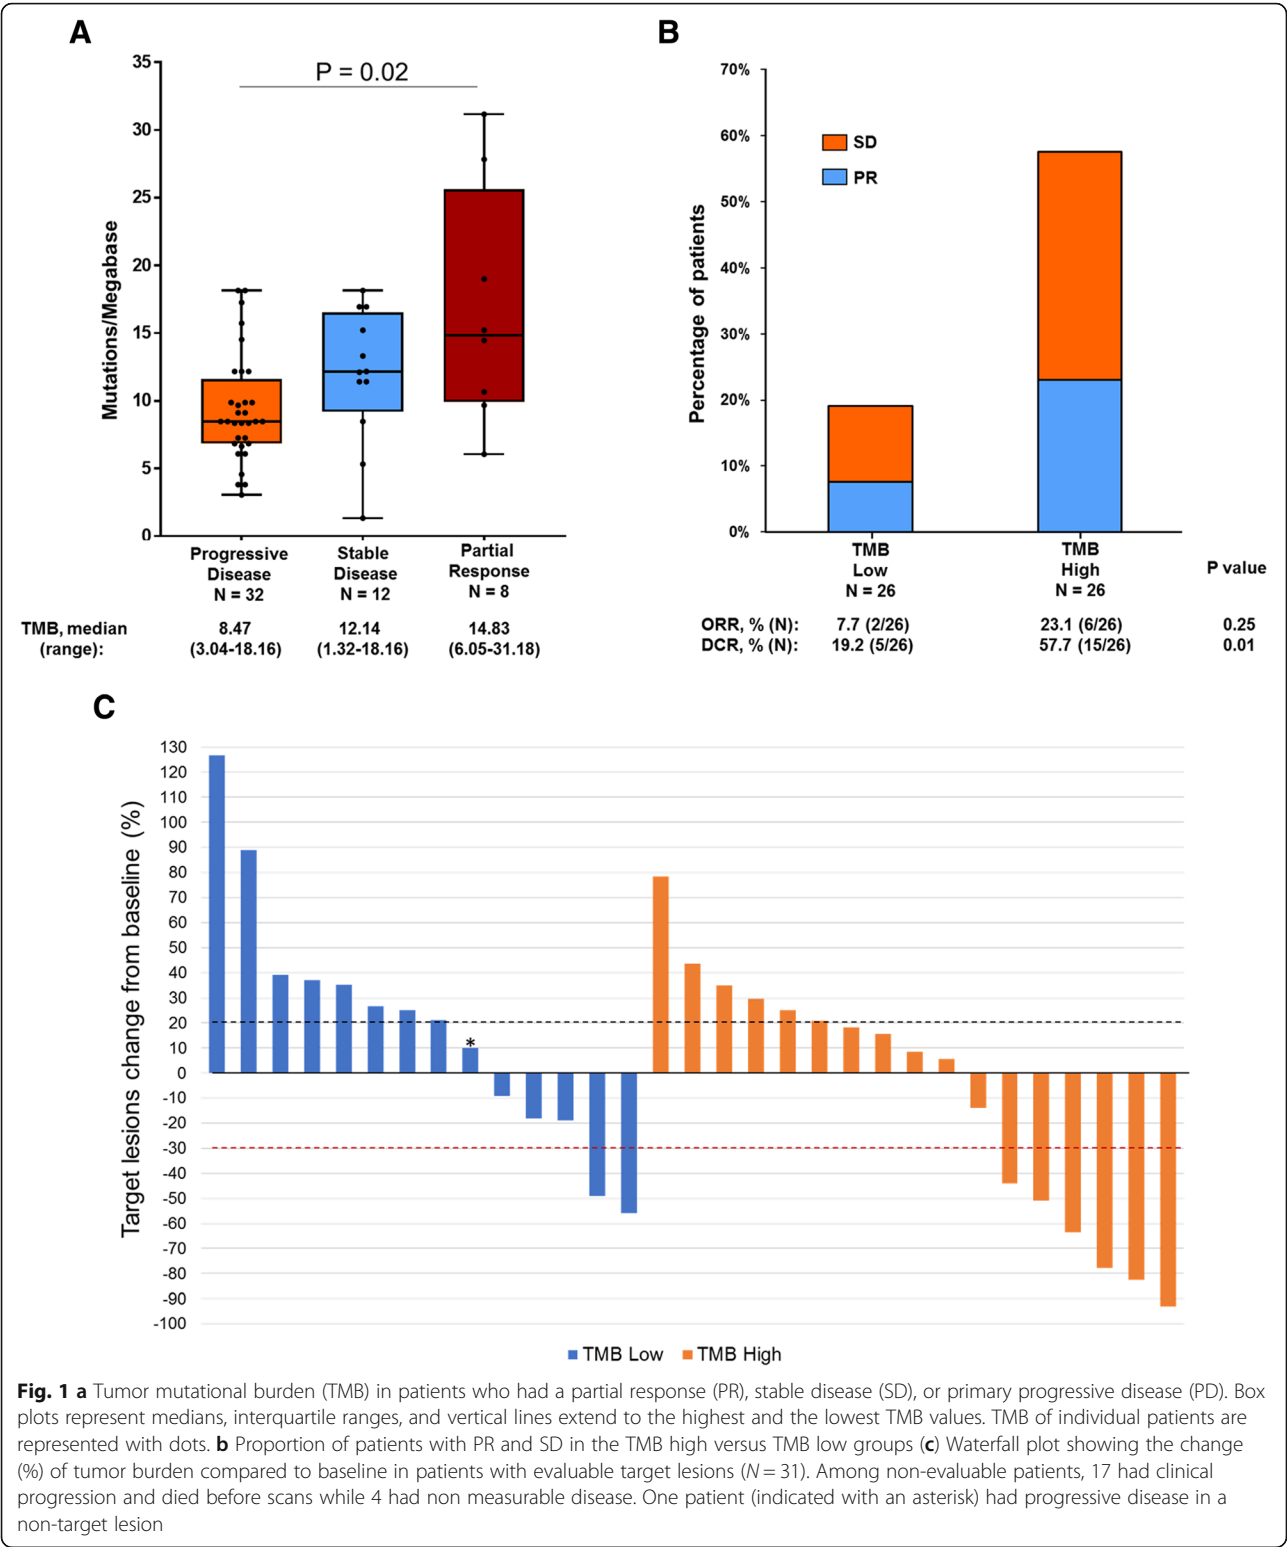 A
P = 0.02
35
30
25
20
15
10
5
0
Mutations/Megabase
Progressive
Disease
N = 32
Stable
Disease
N = 12
Partial
Response
N = 8
TMB, median
(range):
8.47
(3.04-18.16)
12.14
(1.32-18.16)
14.83
(6.05-31.18)
B
70%
60%
50%
40%
30%
20%
10%
0%
Percentage of patients
SD
PR
TMB
Low
N = 26
TMB
High
N = 26
P value
ORR, % (N): 7.7 (2/26) 23.1 (6/26) 0.25
DCR, % (N): 19.2 (5/26) 57.7 (15/26) 0.01
C
Target lesions change from baseline (%)
130
120
110
100
90
80
70
60
50
40
30
20
10
0
-10
-20
-30
-40
-50
-60
-70
-80
-90
-100
*
TMB Low TMB High
Fig. 1 a Tumor mutational burden (TMB) in patients who had a partial response (PR), stable disease (SD), or primary progressive disease (PD). Box
plots represent medians, interquartile ranges, and vertical lines extend to the highest and the lowest TMB values. TMB of individual patients are
represented with dots. b Proportion of patients with PR and SD in the TMB high versus TMB low groups (c) Waterfall plot showing the change
(%) of tumor burden compared to baseline in patients with evaluable target lesions (N = 31). Among non-evaluable patients, 17 had clinical
progression and died before scans while 4 had non measurable disease. One patient (indicated with an asterisk) had progressive disease in a
non-target lesion